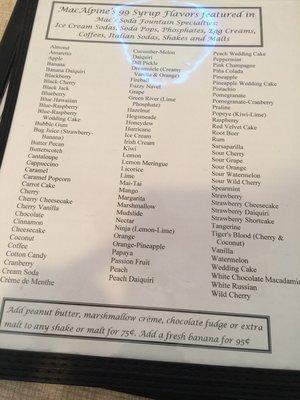 MacAlpine's 99 Syrup Flavors featured in
Mac's Soda Fountain Specialties:
Ice Cream Sodas, Soda Pops, Phosphates, Egg Creams,
Coffees, Italian Sodas, Shakes and Malts
Almond
Amaretto
Apple
Banana
Banana Daiquiri
Blackberry
Black Cherry
Black Jack
Blueberry
Blue Hawaiian
Blue-Raspberry
Blue-Raspberry
Wedding Cake
Bubble Gum
Bug Juice (Strawberry-
Banana)
Butter Pecan
Butterscotch
Cantaloupe
Cappuccino
Caramel
Caramel Popcorn
Carrot Cake
Cherry
Cherry Cheesecake
Cherry Vanilla
Chocolate
Cinnamon
Cheesecake
Coconut
Coffee
Cotton Candy
Cranberry
Cream Soda
Crème de Menthe
Cucumber-Melon
Daiquiri
Dill Pickle
Dreamsicle (Creamy
Vanilla & Orange)
Fireball
Fuzzy Navel
Grape
Green River (Lime
Phosphate)
Hazelnut
Hogsmeade
Honeydew
Hurricane
Ice Cream
Irish Cream
Kiwi
Lemon
Lemon Meringue
Licorice
Lime
Mai-Tai
Mango
Margarita
Marshmallow
Mudslide
Nectar
Ninja (Lemon-Lime)
Orange
Orange-Pineapple
Papaya
Passion Fruit
Peach
Peach Daiquiri
Peach Wedding Cake
Peppermint
Pink Champagne
Piña Colada
Pineapple
Pineapple Wedding Cake
Pistachio
Pomegranate
Pomegranate-Cranberry
Praline
Popeye (Kiwi-Lime)
Raspberry
Red Velvet Cake
Root Beer
Rum
Sarsaparilla
Sour Cherry
Sour Grape
Sour Orange
Sour Watermelon
Sour Wild Cherry
Spearmint
Strawberry
Strawberry Cheesecake
Strawberry Daiquiri
Strawberry Shortcake
Tangerine
Tiger's Blood (Cherry &
Coconut)
Vanilla
Watermelon
Wedding Cake
White Chocolate Macadamia
White Russian
Wild Cherry
Add peanut butter, marshmallow crème, chocolate fudge or extra
malt to any shake or malt for 75¢. Add a fresh banana for 95¢